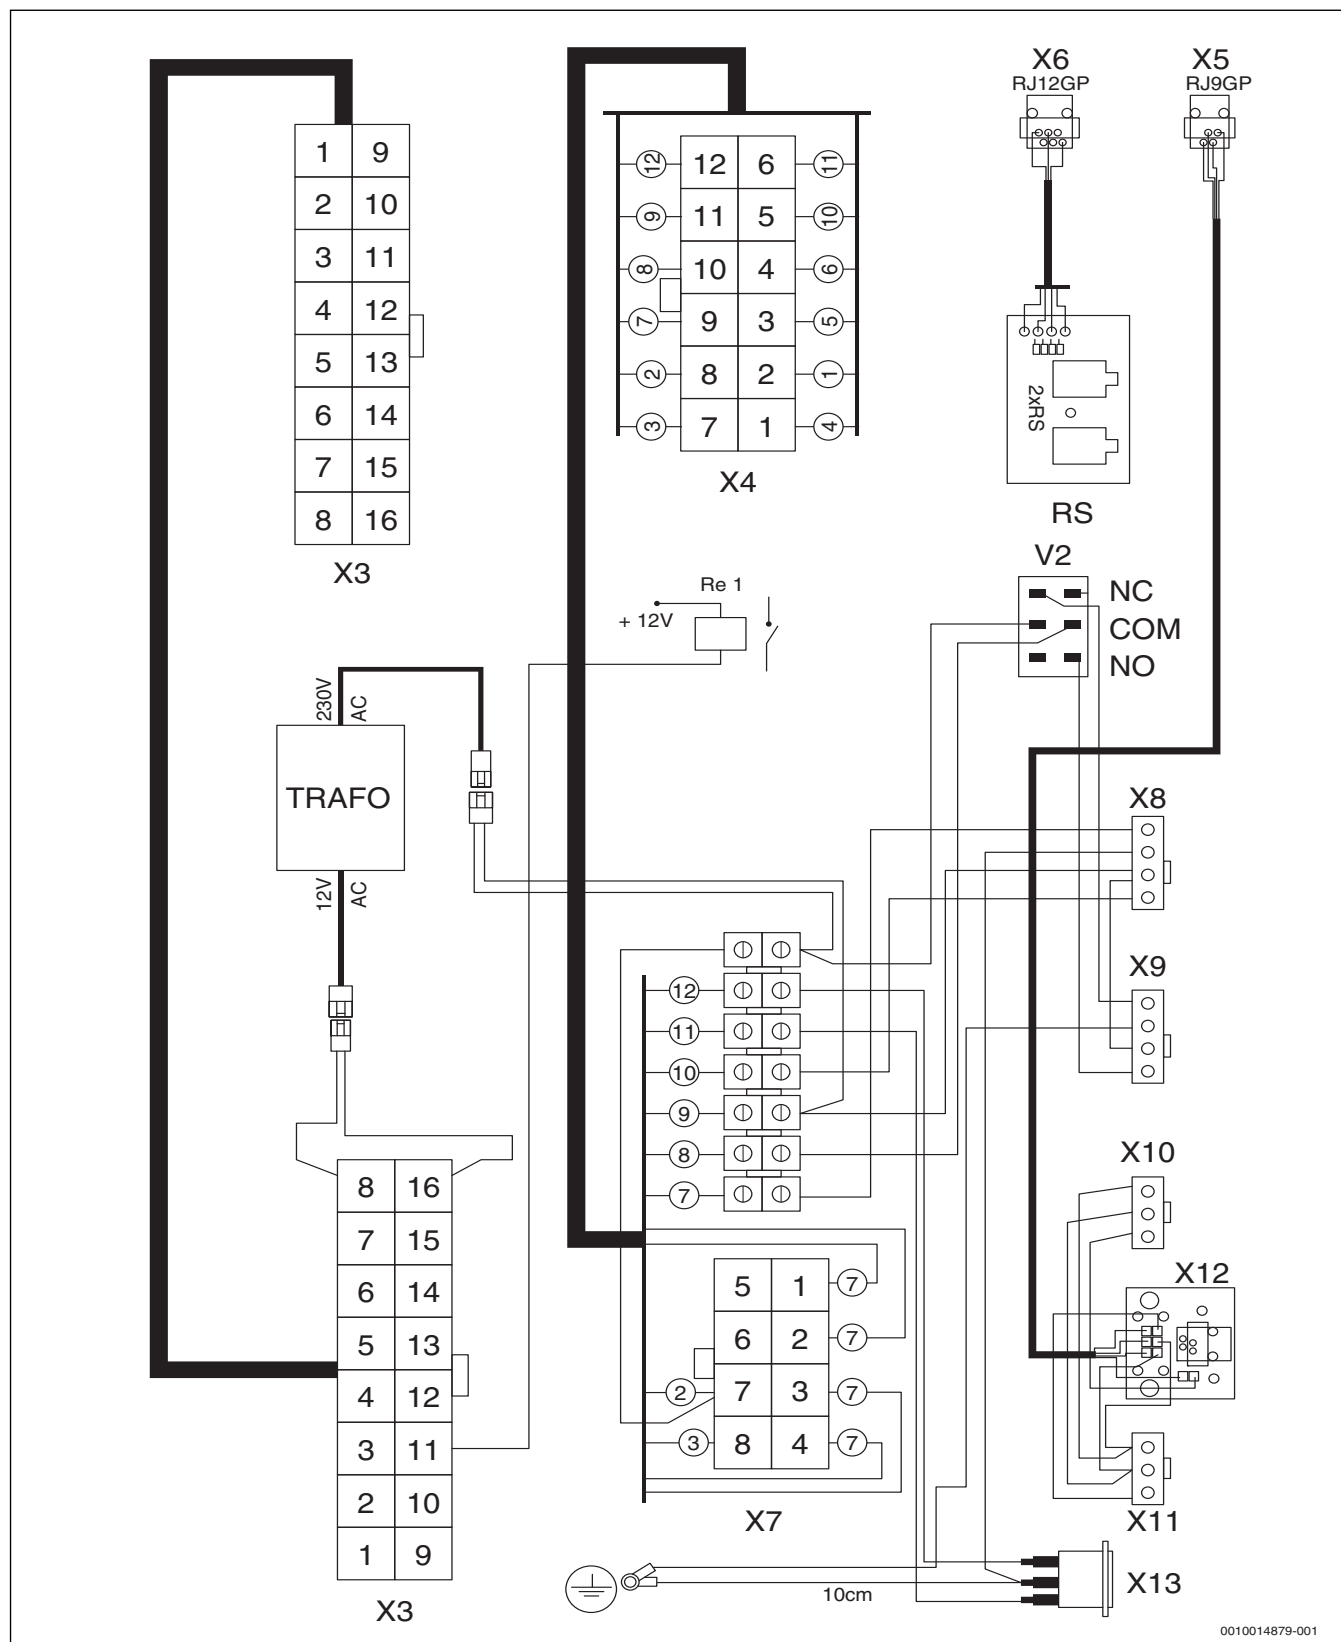 X6
RJ12GP
X5
RJ9GP
1 9
2 10
3 11
4 12
5 13
6 14
7 15
8 16
X3
12 12 6 11
9 11 5 10
8 10 4 6
7 9 3 5
2 8 2 1
3 7 1 4
X4
2xRS
RS
V2
NC
COM
NO
Re 1
+ 12V
230V
AC
TRAFO
12V
AC
X8
X9
12
11
10
9
8
7
X10
X12
8 16
7 15
6 14
5 13
4 12
3 11
2 10
1 9
X3
5 1 7
6 2 7
2 7 3 7
3 8 4 7
X7
X11
X13
10cm
0010014879-001